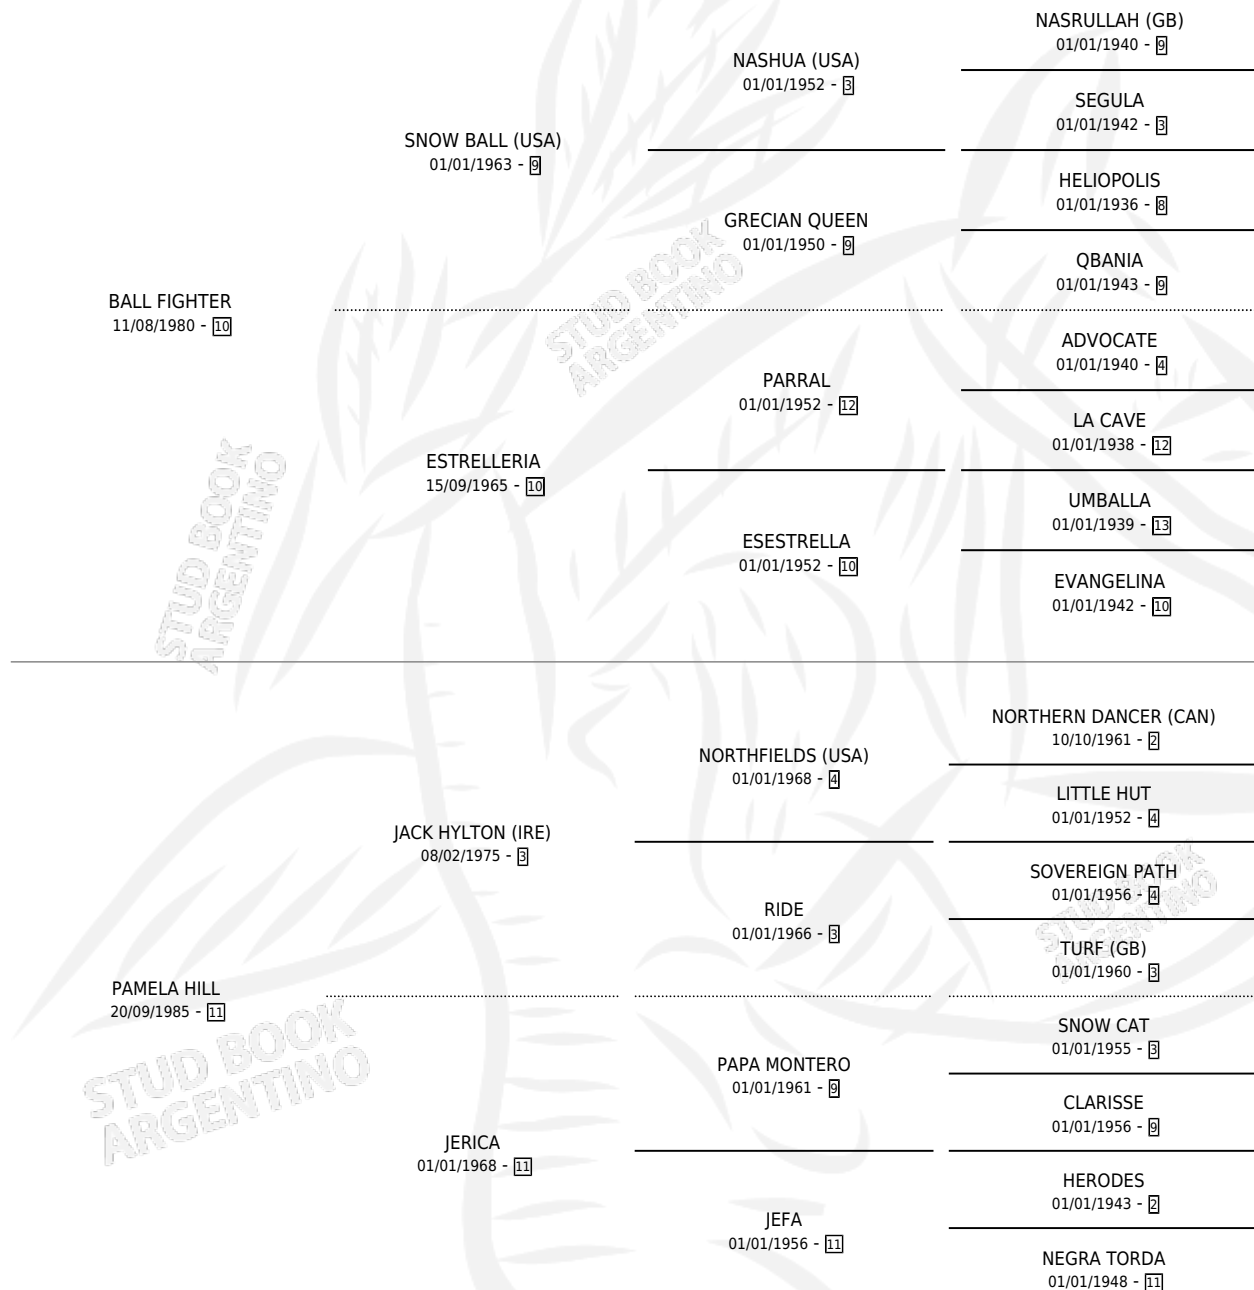 NASRULLAH (GB)
01/01/1940 - 9
NASHUA (USA)
01/01/1952 - 3
SEGULA
01/01/1942 - 3
SNOW BALL (USA)
01/01/1963 - 9
HELIOPOLIS
01/01/1936 - 8
GRECIAN QUEEN
01/01/1950 - 9
QBANIA
01/01/1943 - 9
BALL FIGHTER
11/08/1980 - 10
ADVOCATE
01/01/1940 - 4
PARRAL
01/01/1952 - 12
LA CAVE
01/01/1938 - 12
ESTRELLERIA
15/09/1965 - 10
UMBALLA
01/01/1939 - 13
ESESTRELLA
01/01/1952 - 10
EVANGELINA
01/01/1942 - 10
NORTHERN DANCER (CAN)
10/10/1961 - 2
NORTHFIELDS (USA)
01/01/1968 - 4
LITTLE HUT
01/01/1952 - 4
JACK HYLTON (IRE)
08/02/1975 - 3
SOVEREIGN PATH
01/01/1956 - 4
RIDE
01/01/1966 - 3
TURF (GB)
01/01/1960 - 3
PAMELA HILL
20/09/1985 - 11
SNOW CAT
01/01/1955 - 3
PAPA MONTERO
01/01/1961 - 9
CLARISSE
01/01/1956 - 9
JERICA
01/01/1968 - 11
HERODES
01/01/1943 - 2
JEFA
01/01/1956 - 11
NEGRA TORDA
01/01/1948 - 11
STUD BOOK
ARGENTINO
STUD BOOK
ARGENTINO
STUD BOOK
ARGENTINO
STUD BOOK
ARGENTINO